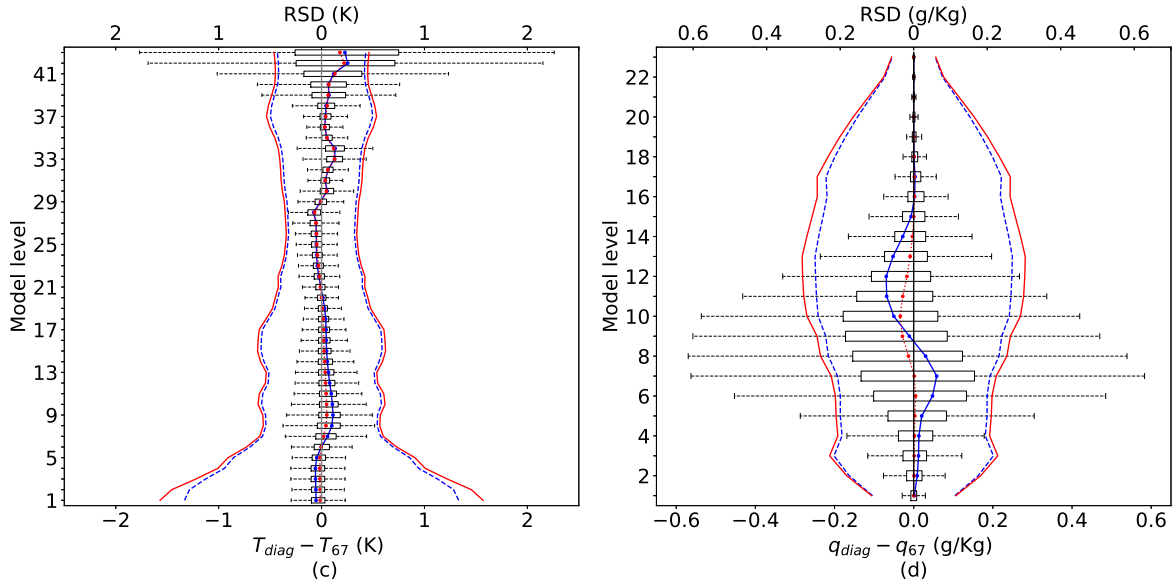 RSD (K)
2 1 0 1 2
Model level
41
37
33
29
25
21
17
13
9
5
1
−2 −1 0 1 2
T_diag − T_67 (K)
(c)
RSD (g/Kg)
0.6 0.4 0.2 0.0 0.2 0.4 0.6
Model level
22
20
18
16
14
12
10
8
6
4
2
−0.6 −0.4 −0.2 0.0 0.2 0.4 0.6
q_diag − q_67 (g/Kg)
(d)